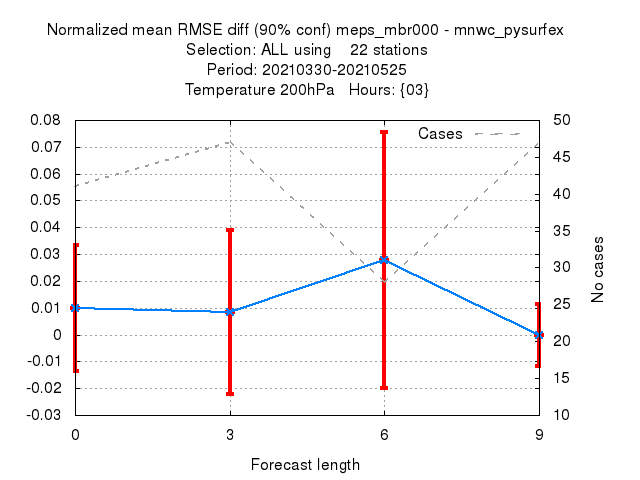 Normalized mean RMSE diff (90% conf) meps_mbr000 - mnwc_pysurfex
Selection: ALL using    22 stations
Period: 20210330-20210525
Temperature 200hPa   Hours: {03}
0.08
0.07
0.06
0.05
0.04
0.03
0.02
0.01
0
-0.01
-0.02
-0.03
Cases
50
45
40
35
30
25
20
15
10
No cases
0 3 6 9
Forecast length